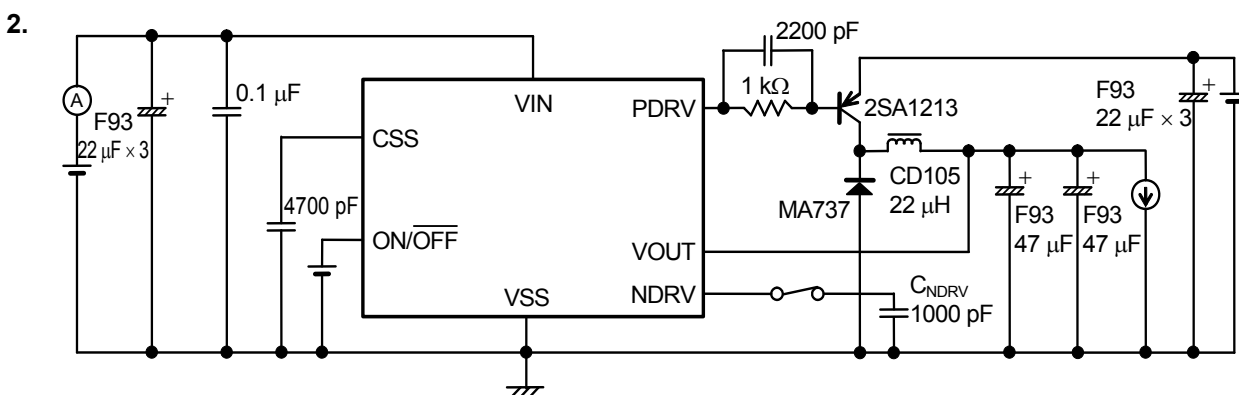 2.
A
F93
22 μF × 3
0.1 μF
4700 pF
VIN
CSS
ON/OFF
VSS
PDRV
VOUT
NDRV
2200 pF
1 kΩ
2SA1213
MA737
CD105
22 μH
C_NDRV
1000 pF
F93
47 μF
F93
47 μF
F93
22 μF × 3
+
+
+
+